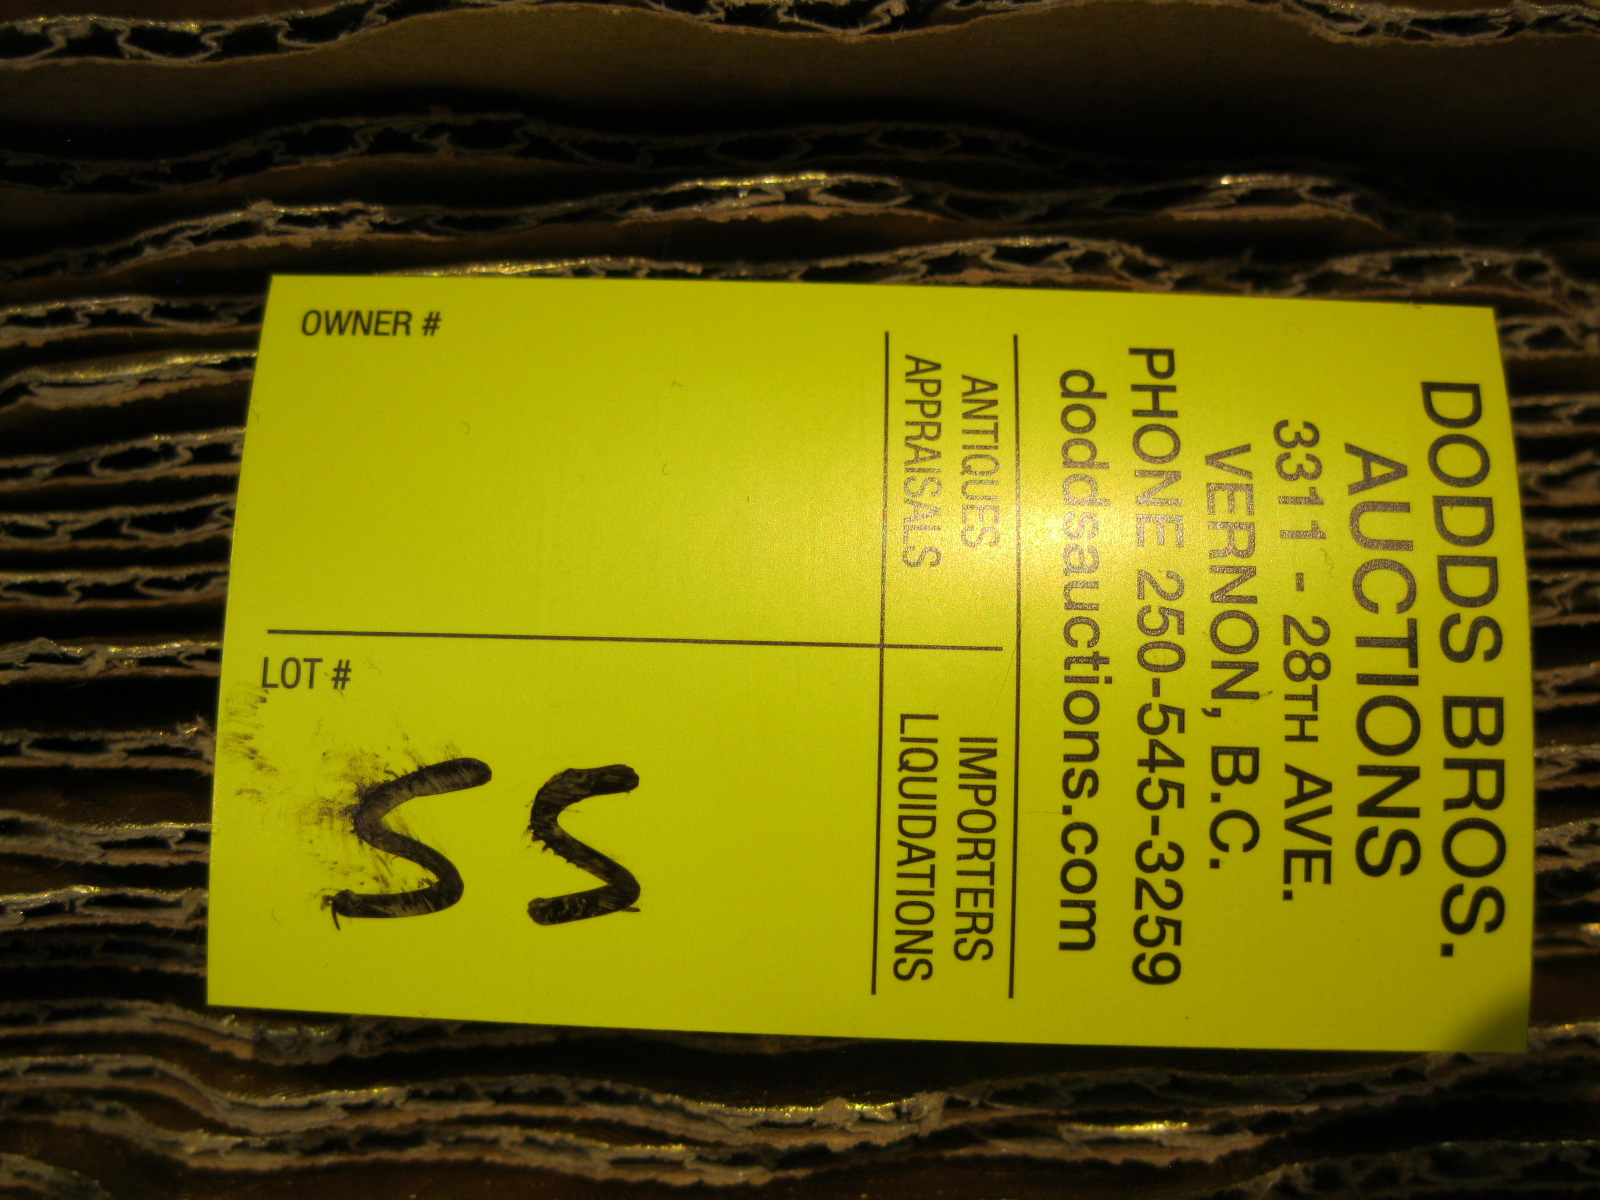 DODDS BROS.
AUCTIONS
3311 - 28TH AVE.
VERNON, B.C.
PHONE 250-545-3259
doddsauctions.com
ANTIQUES
APPRAISALS
IMPORTERS
LIQUIDATIONS
OWNER #
LOT #
55